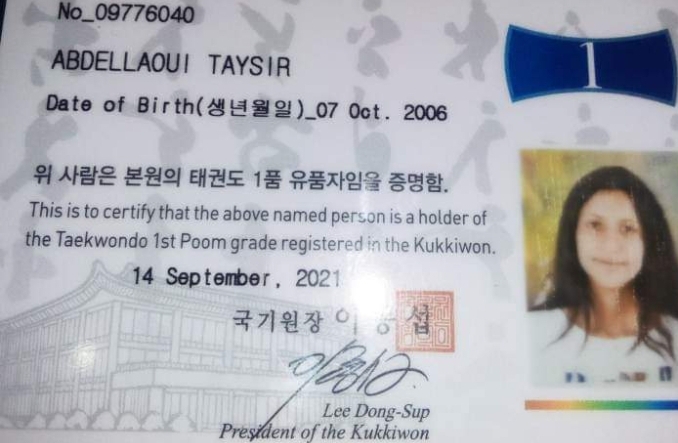 No_09776040
1
ABDELLAOUI TAYSIR
Date of Birth(생년월일)_07 Oct. 2006
위 사람은 본원의 태권도 1품 유품자임을 증명함.
This is to certify that the above named person is a holder of
the Taekwondo 1st Poom grade registered in the Kukkiwon.
14 September, 2021
국기원장 이동섭
Lee Dong-Sup
President of the Kukkiwon